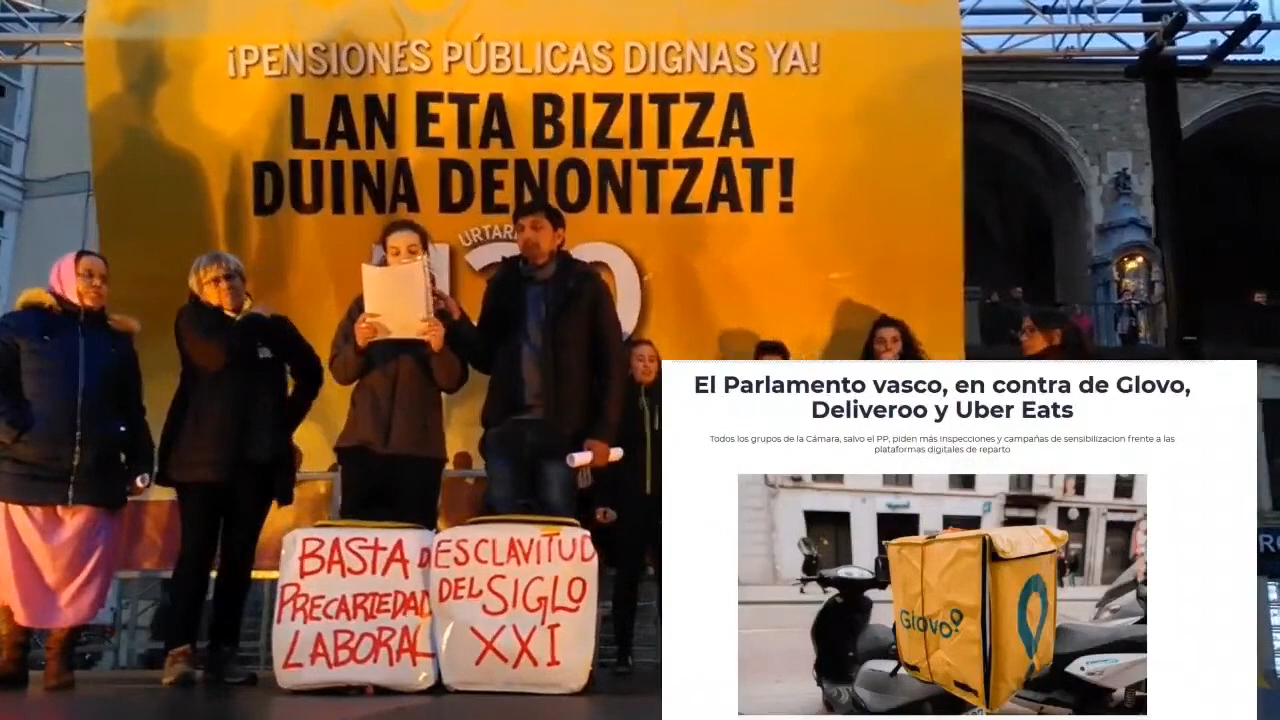 ¡PENSIONES PÚBLICAS DIGNAS YA!
LAN ETA BIZITZA
DUINA DENONTZAT!
BASTA D
PRECARIEDAD
LABORAL
ESCLAVITUD
DEL SIGLO
XXI
El Parlamento vasco, en contra de Glovo,
Deliveroo y Uber Eats
Todos los grupos de la Cámara, salvo el PP, piden más inspecciones y campañas de sensibilizacion frente a las
plataformas digitales de reparto
Glovo